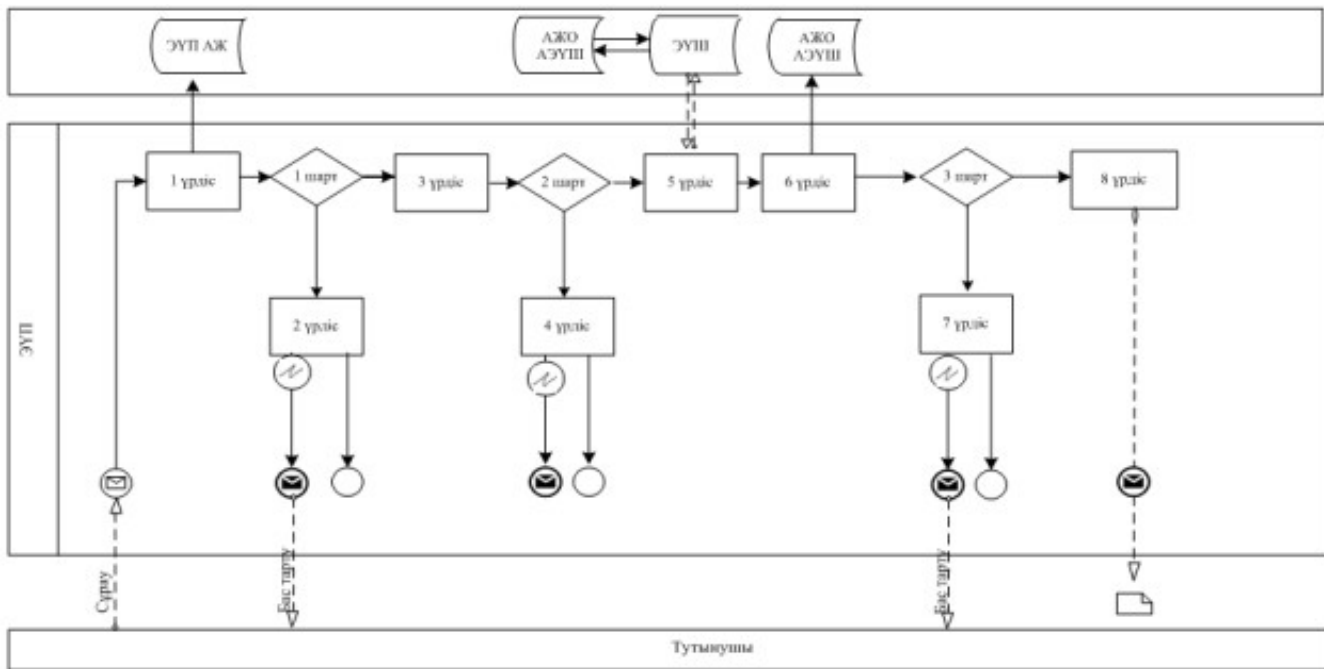 ЭҮП АЖ
АЖО
АЭҮШ
ЭҮШ
АЖО
АЭҮШ
1 үрдіс
1 шарт
3 үрдіс
2 шарт
5 үрдіс
6 үрдіс
3 шарт
8 үрдіс
2 үрдіс
4 үрдіс
7 үрдіс
ЭҮП
Сұрау
Бас тарту
Бас тарту
Тутынушы